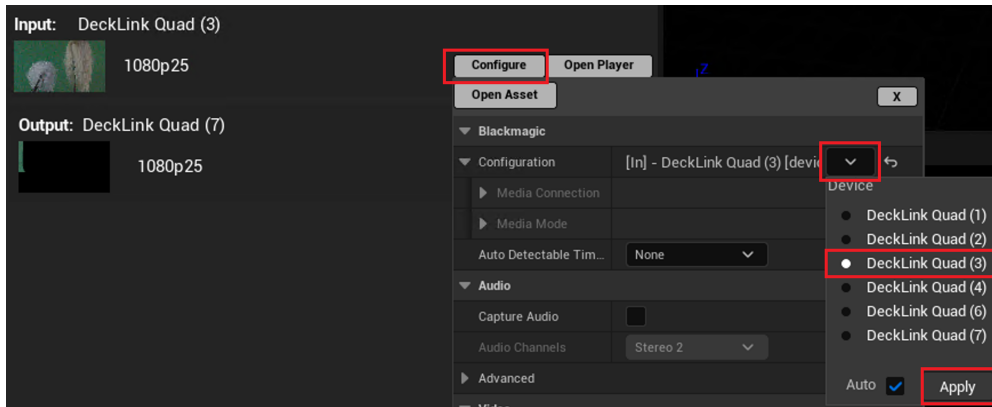 Input: DeckLink Quad (3)
1080p25
Configure
Open Player
Z
Open Asset
X
Output: DeckLink Quad (7)
1080p25
Blackmagic
Configuration
[In] - DeckLink Quad (3) [devi
Media Connection
Media Mode
Auto Detectable Tim...
None
Audio
Capture Audio
Audio Channels
Stereo 2
Advanced
Video
Device
DeckLink Quad (1)
DeckLink Quad (2)
DeckLink Quad (3)
DeckLink Quad (4)
DeckLink Quad (6)
DeckLink Quad (7)
Auto
Apply